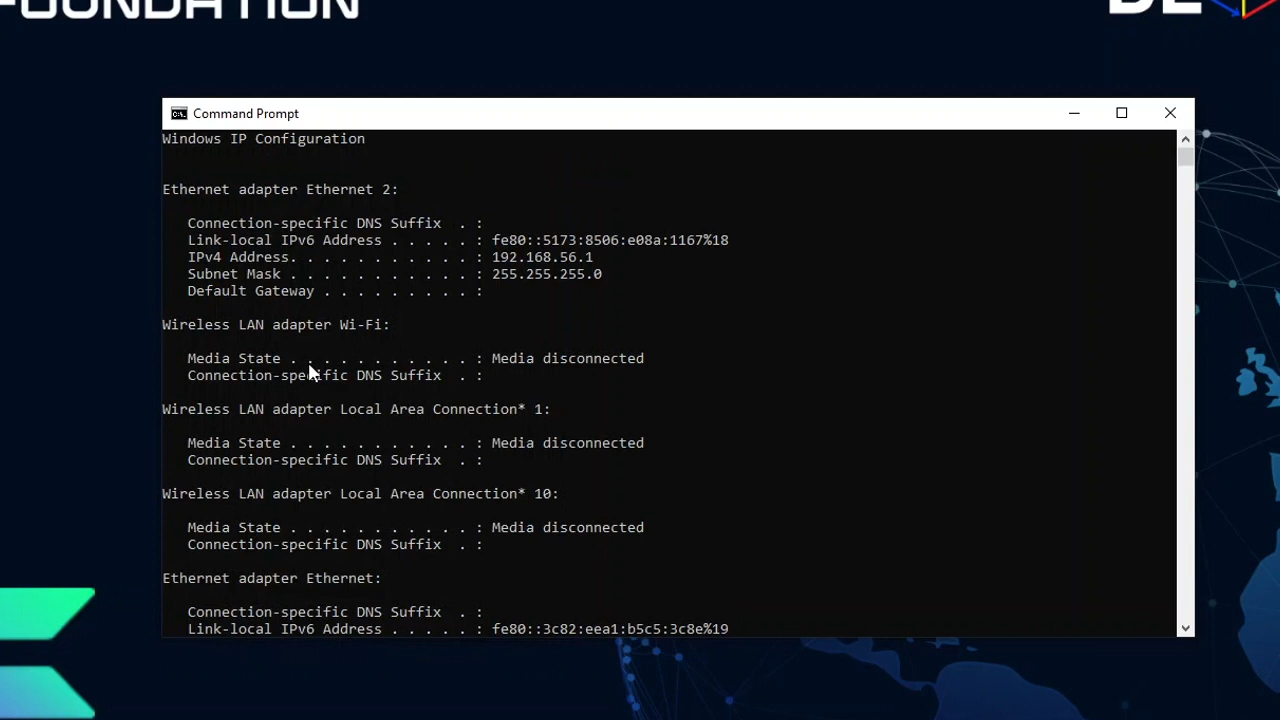 FOUNDATION
DE
Command Prompt
Windows IP Configuration
Ethernet adapter Ethernet 2:
Connection-specific DNS Suffix . :
Link-local IPv6 Address . . . . . : fe80::5173:8506:e08a:1167%18
IPv4 Address. . . . . . . . . . . : 192.168.56.1
Subnet Mask . . . . . . . . . . . : 255.255.255.0
Default Gateway . . . . . . . . . :
Wireless LAN adapter Wi-Fi:
Media State . . . . . . . . . . . : Media disconnected
Connection-specific DNS Suffix . :
Wireless LAN adapter Local Area Connection* 1:
Media State . . . . . . . . . . . : Media disconnected
Connection-specific DNS Suffix . :
Wireless LAN adapter Local Area Connection* 10:
Media State . . . . . . . . . . . : Media disconnected
Connection-specific DNS Suffix . :
Ethernet adapter Ethernet:
Connection-specific DNS Suffix . :
Link-local IPv6 Address . . . . . : fe80::3c82:eea1:b5c5:3c8e%19